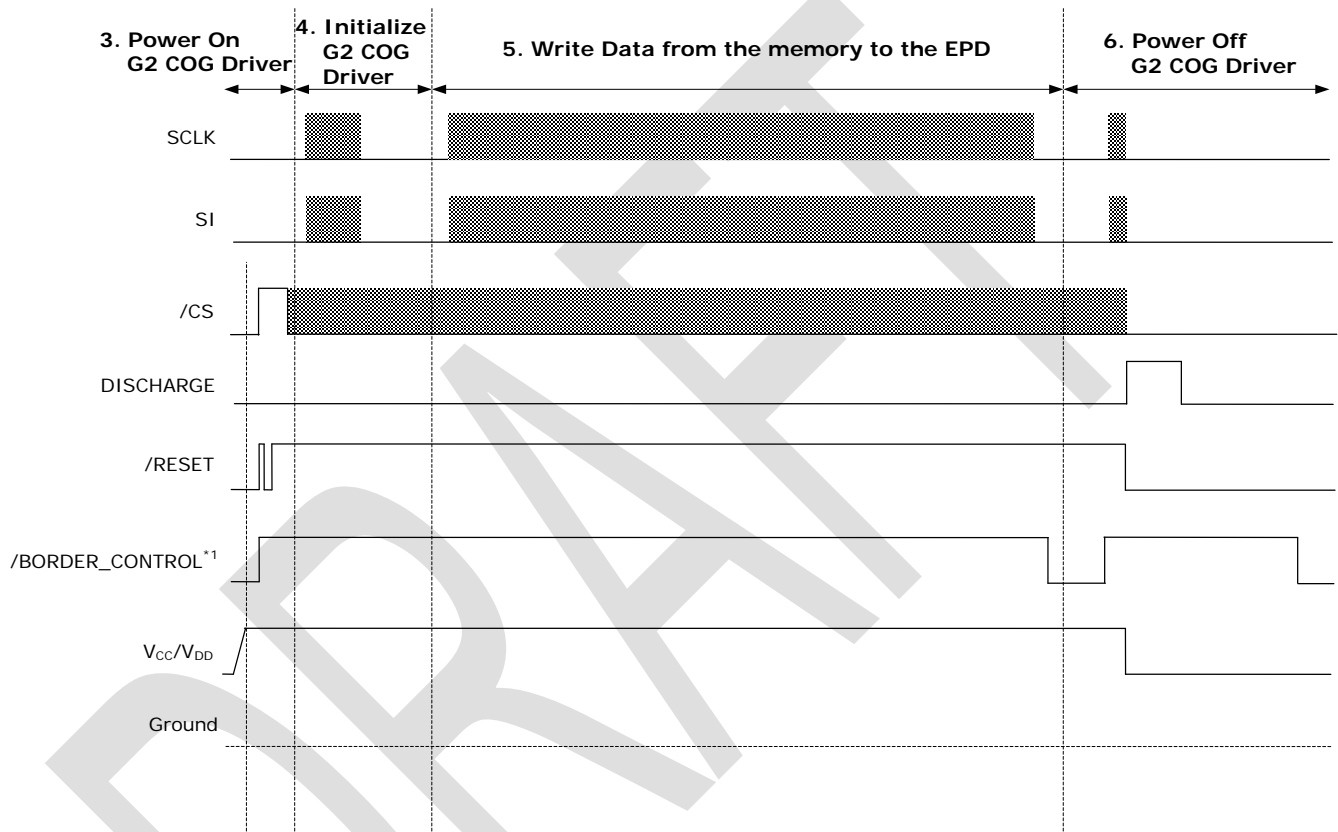 3. Power On
G2 COG Driver
4. Initialize
G2 COG
Driver
5. Write Data from the memory to the EPD
6. Power Off
G2 COG Driver
SCLK
SI
/CS
DISCHARGE
/RESET
/BORDER_CONTROL*1
VCC/VDD
Ground
DRAFT